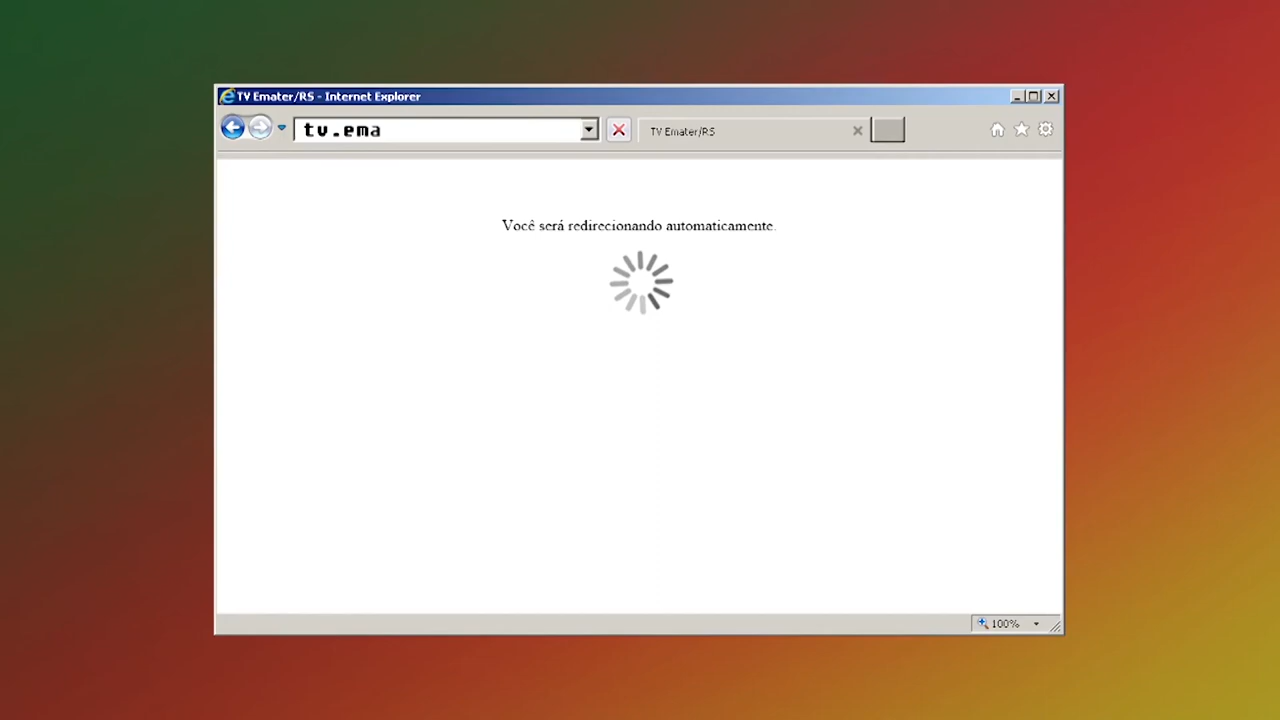 TV Emater/RS - Internet Explorer
tv.ema
TV Emater/RS
Você será redirecionando automaticamente.
100%